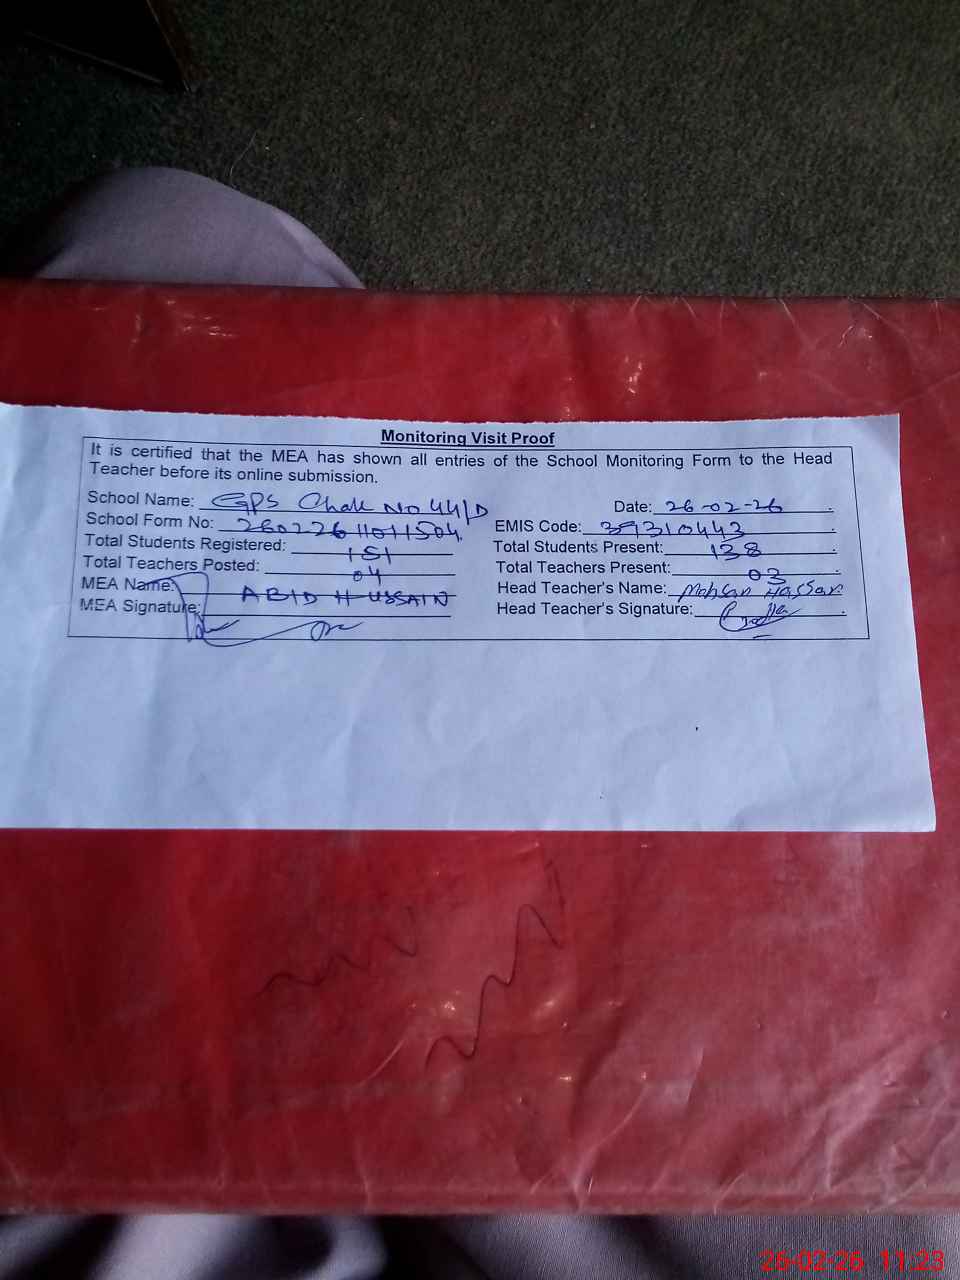 Monitoring Visit Proof
It is certified that the MEA has shown all entries of the School Monitoring Form to the Head
Teacher before its online submission.
School Name: GPS Chak No 44/D Date: 26-02-26
School Form No: 26022611011504 EMIS Code: 39310443
Total Students Registered: 151 Total Students Present: 138
Total Teachers Posted: 04 Total Teachers Present: 03
MEA Name: ABID HUSSAIN Head Teacher's Name: Mohsan Hassan
MEA Signature: Head Teacher's Signature:
26-02-26 11:23